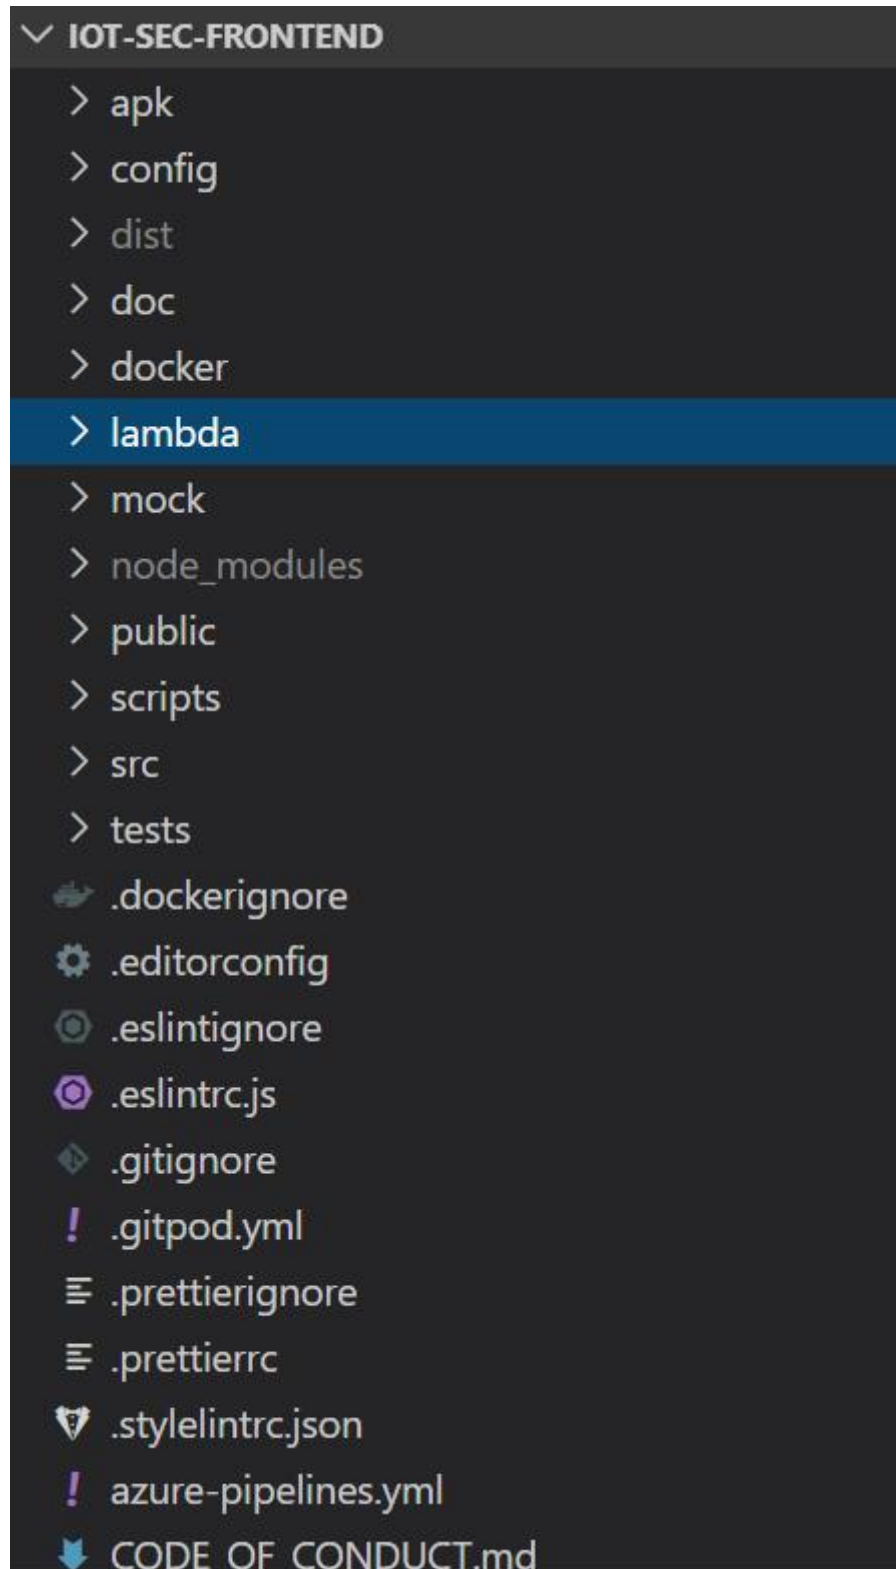 IOT-SEC-FRONTEND
apk
config
dist
doc
docker
lambda
mock
node_modules
public
scripts
src
tests
.dockerignore
.editorconfig
.eslintignore
.eslintrc.js
.gitignore
.gitpod.yml
.prettierignore
.prettierrc
.stylelintrc.json
azure-pipelines.yml
CODE_OF_CONDUCT.md